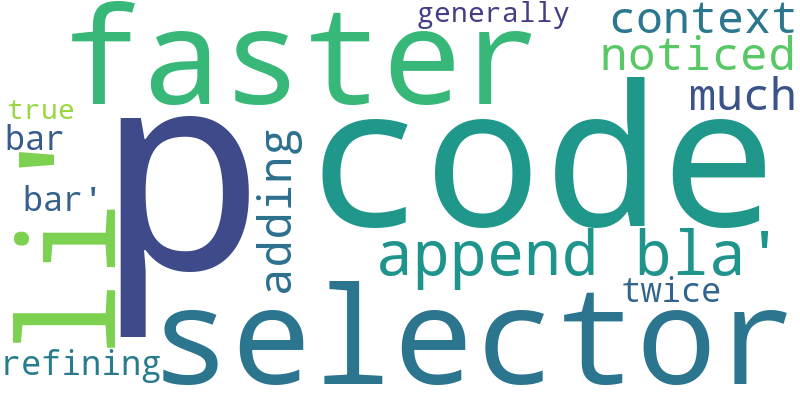 generally
context
faster
noticed
much
true
bar
p
code
li'
adding
bar'
append bla'
twice
selector
refining